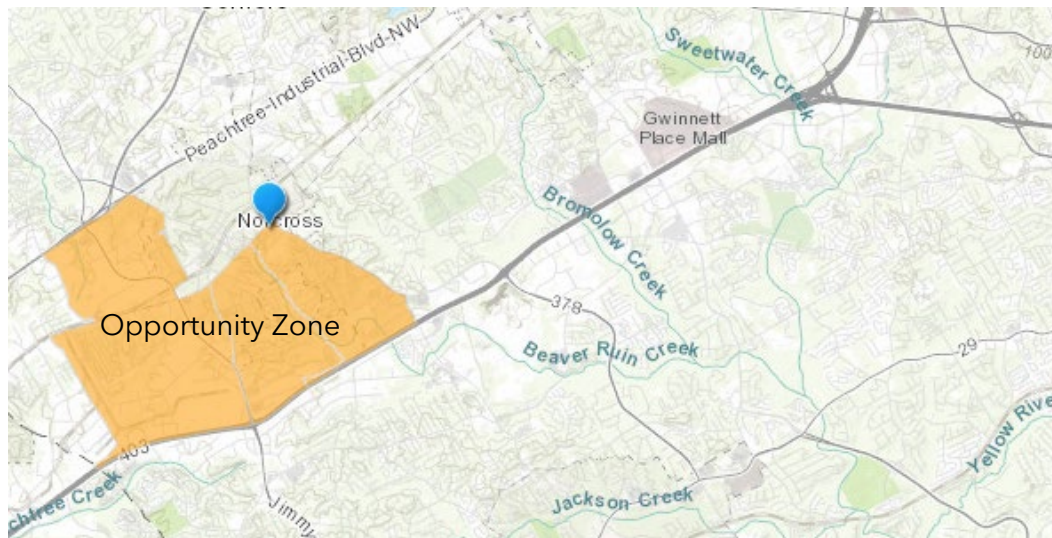 Peachtree-Industrial-Blvd-NW
Sweetwater Creek
Gwinnett
Place Mall
Norcross
Bromolow Creek
378
Opportunity Zone
Beaver Ruin Creek
29
403
Yellow Rive
Jackson Creek
chtree Creek
Jimmy